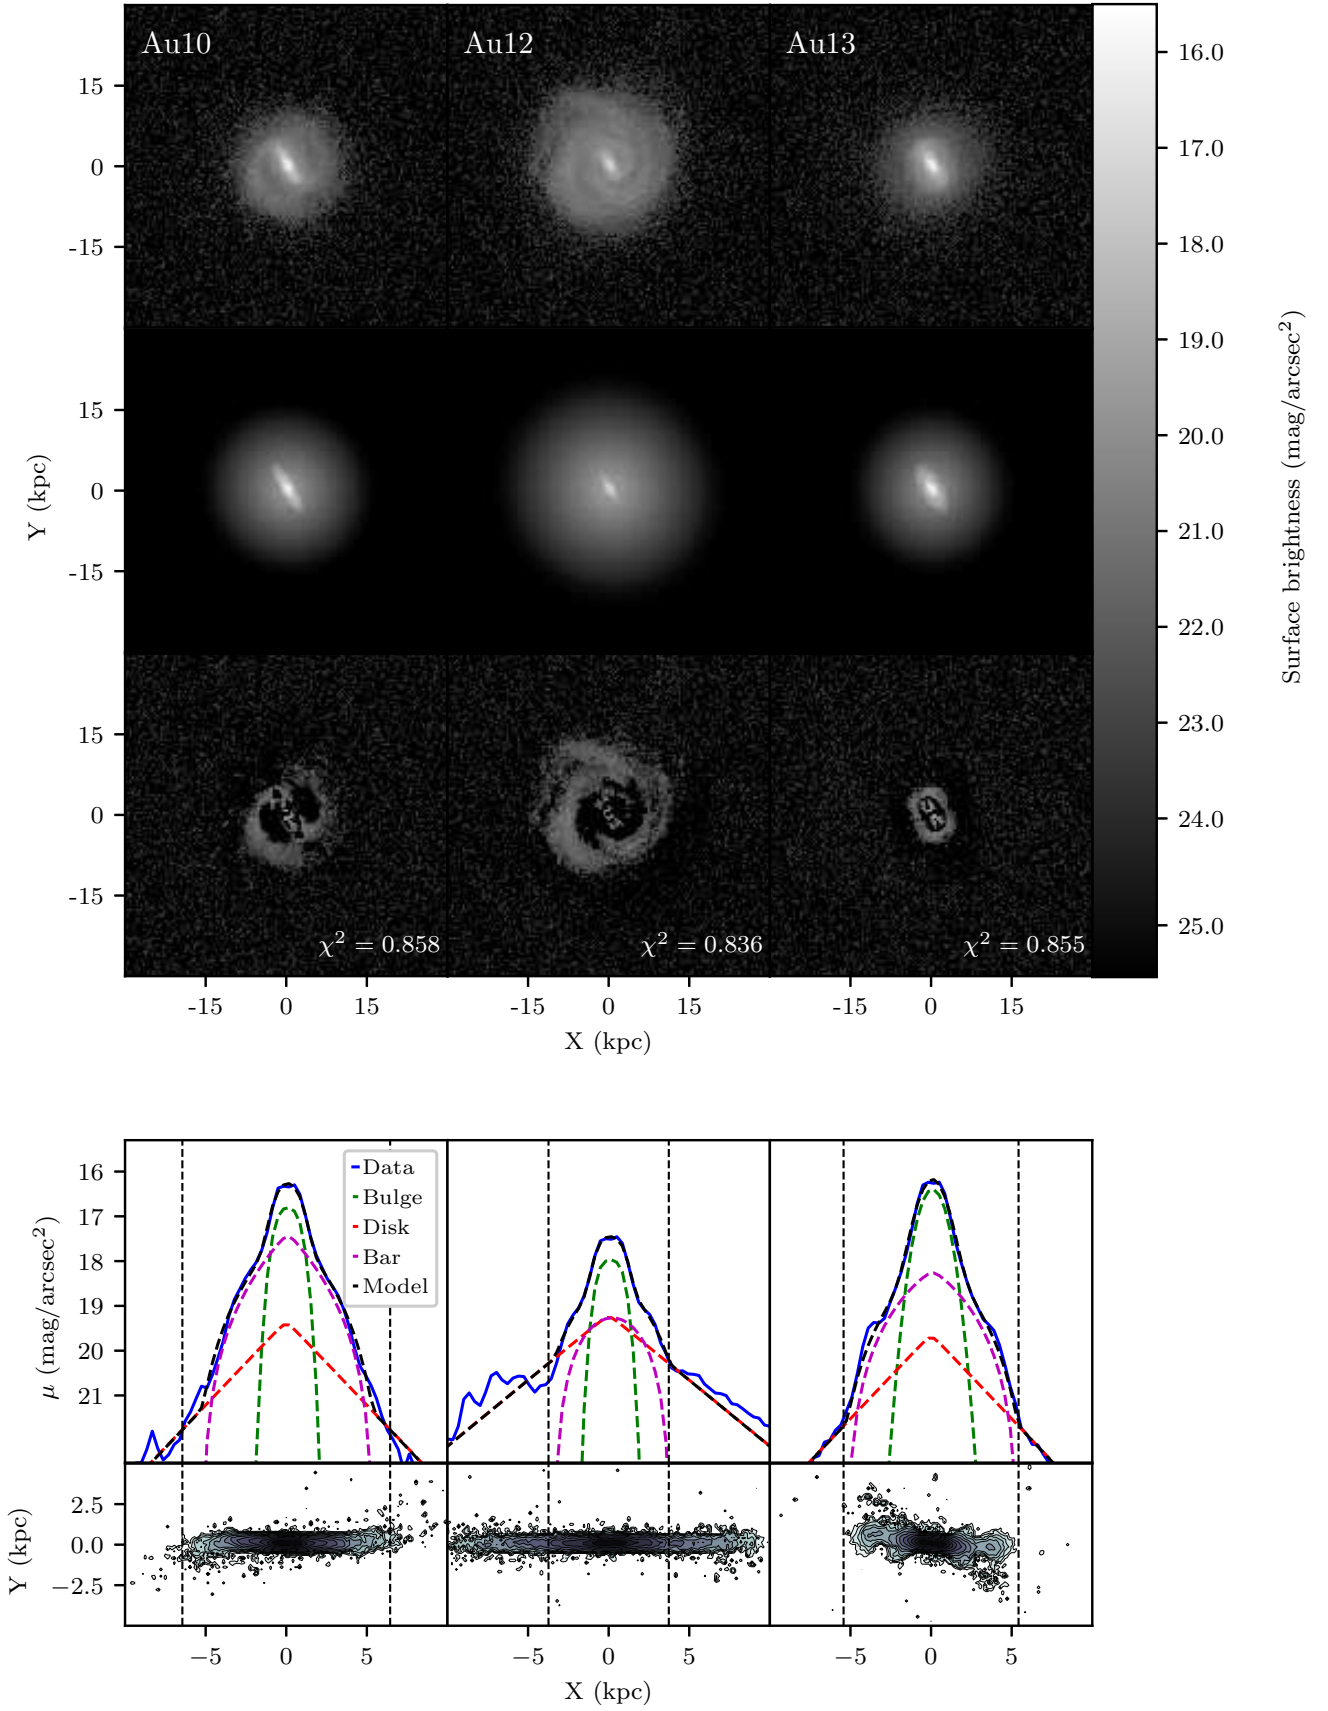 Au10 Au12 Au13
15
0
-15
15
0
-15
15
0
-15
Y (kpc)
χ² = 0.858 χ² = 0.836 χ² = 0.855
-15 0 15 -15 0 15 -15 0 15
X (kpc)
16.0
17.0
18.0
19.0
20.0
21.0
22.0
23.0
24.0
25.0
Surface brightness (mag/arcsec²)
16
17
18
19
20
21
μ (mag/arcsec²)
Data
Bulge
Disk
Bar
Model
2.5
0.0
−2.5
Y (kpc)
−5 0 5 −5 0 5 −5 0 5
X (kpc)